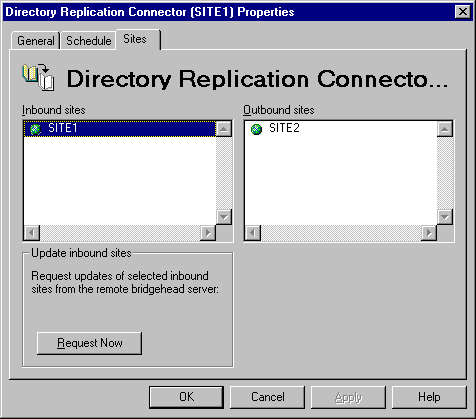 Directory Replication Connector (SITE1) Properties
General Schedule Sites
Directory Replication Connecto...
Inbound sites
Outbound sites
SITE1
SITE2
Update inbound sites
Request updates of selected inbound
sites from the remote bridgehead server:
Request Now
OK Cancel Apply Help